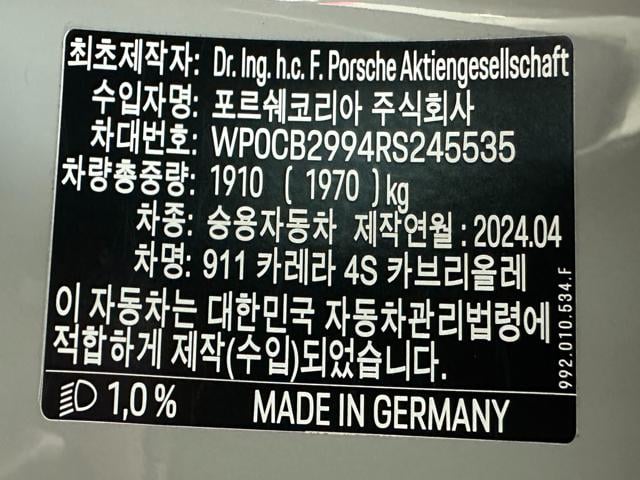 최초제작자: Dr. Ing. h.c. F. Porsche Aktiengesellschaft
수입자명: 포르쉐코리아 주식회사
차대번호: WP0CB2994RS245535
차량총중량: 1910 ( 1970 ) kg
차종: 승용자동차 제작연월 : 2024.04
차명: 911 카레라 4S 카브리올레
이 자동차는 대한민국 자동차관리법령에
적합하게 제작(수입)되었습니다.
1,0 % MADE IN GERMANY
992.010.534.F